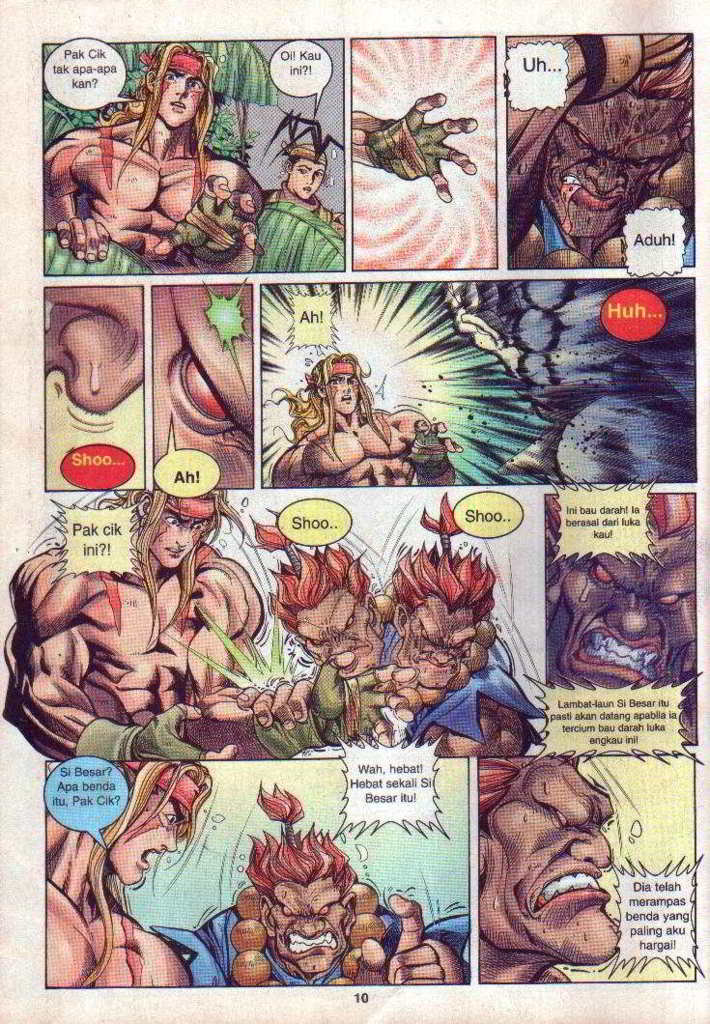 Pak Cik
tak apa-apa
kan?
Oi! Kau
ini?!
Uh...
Aduh!
Shoo...
Ah!
Ah!
Huh...
Pak cik
ini?!
Shoo..
Shoo..
Ini bau darah! Ia
berasal dari luka
kau!
Lambat-laun Si Besar itu
pasti akan datang apabila ia
tercium bau darah luka
engkau ini!
Si Besar?
Apa benda
itu, Pak Cik?
Wah, hebat!
Hebat sekali Si
Besar itu!
Dia telah
merampas
benda yang
paling aku
hargai!
10